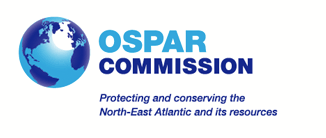 OSPAR
COMMISSION
Protecting and conserving the
North-East Atlantic and its resources